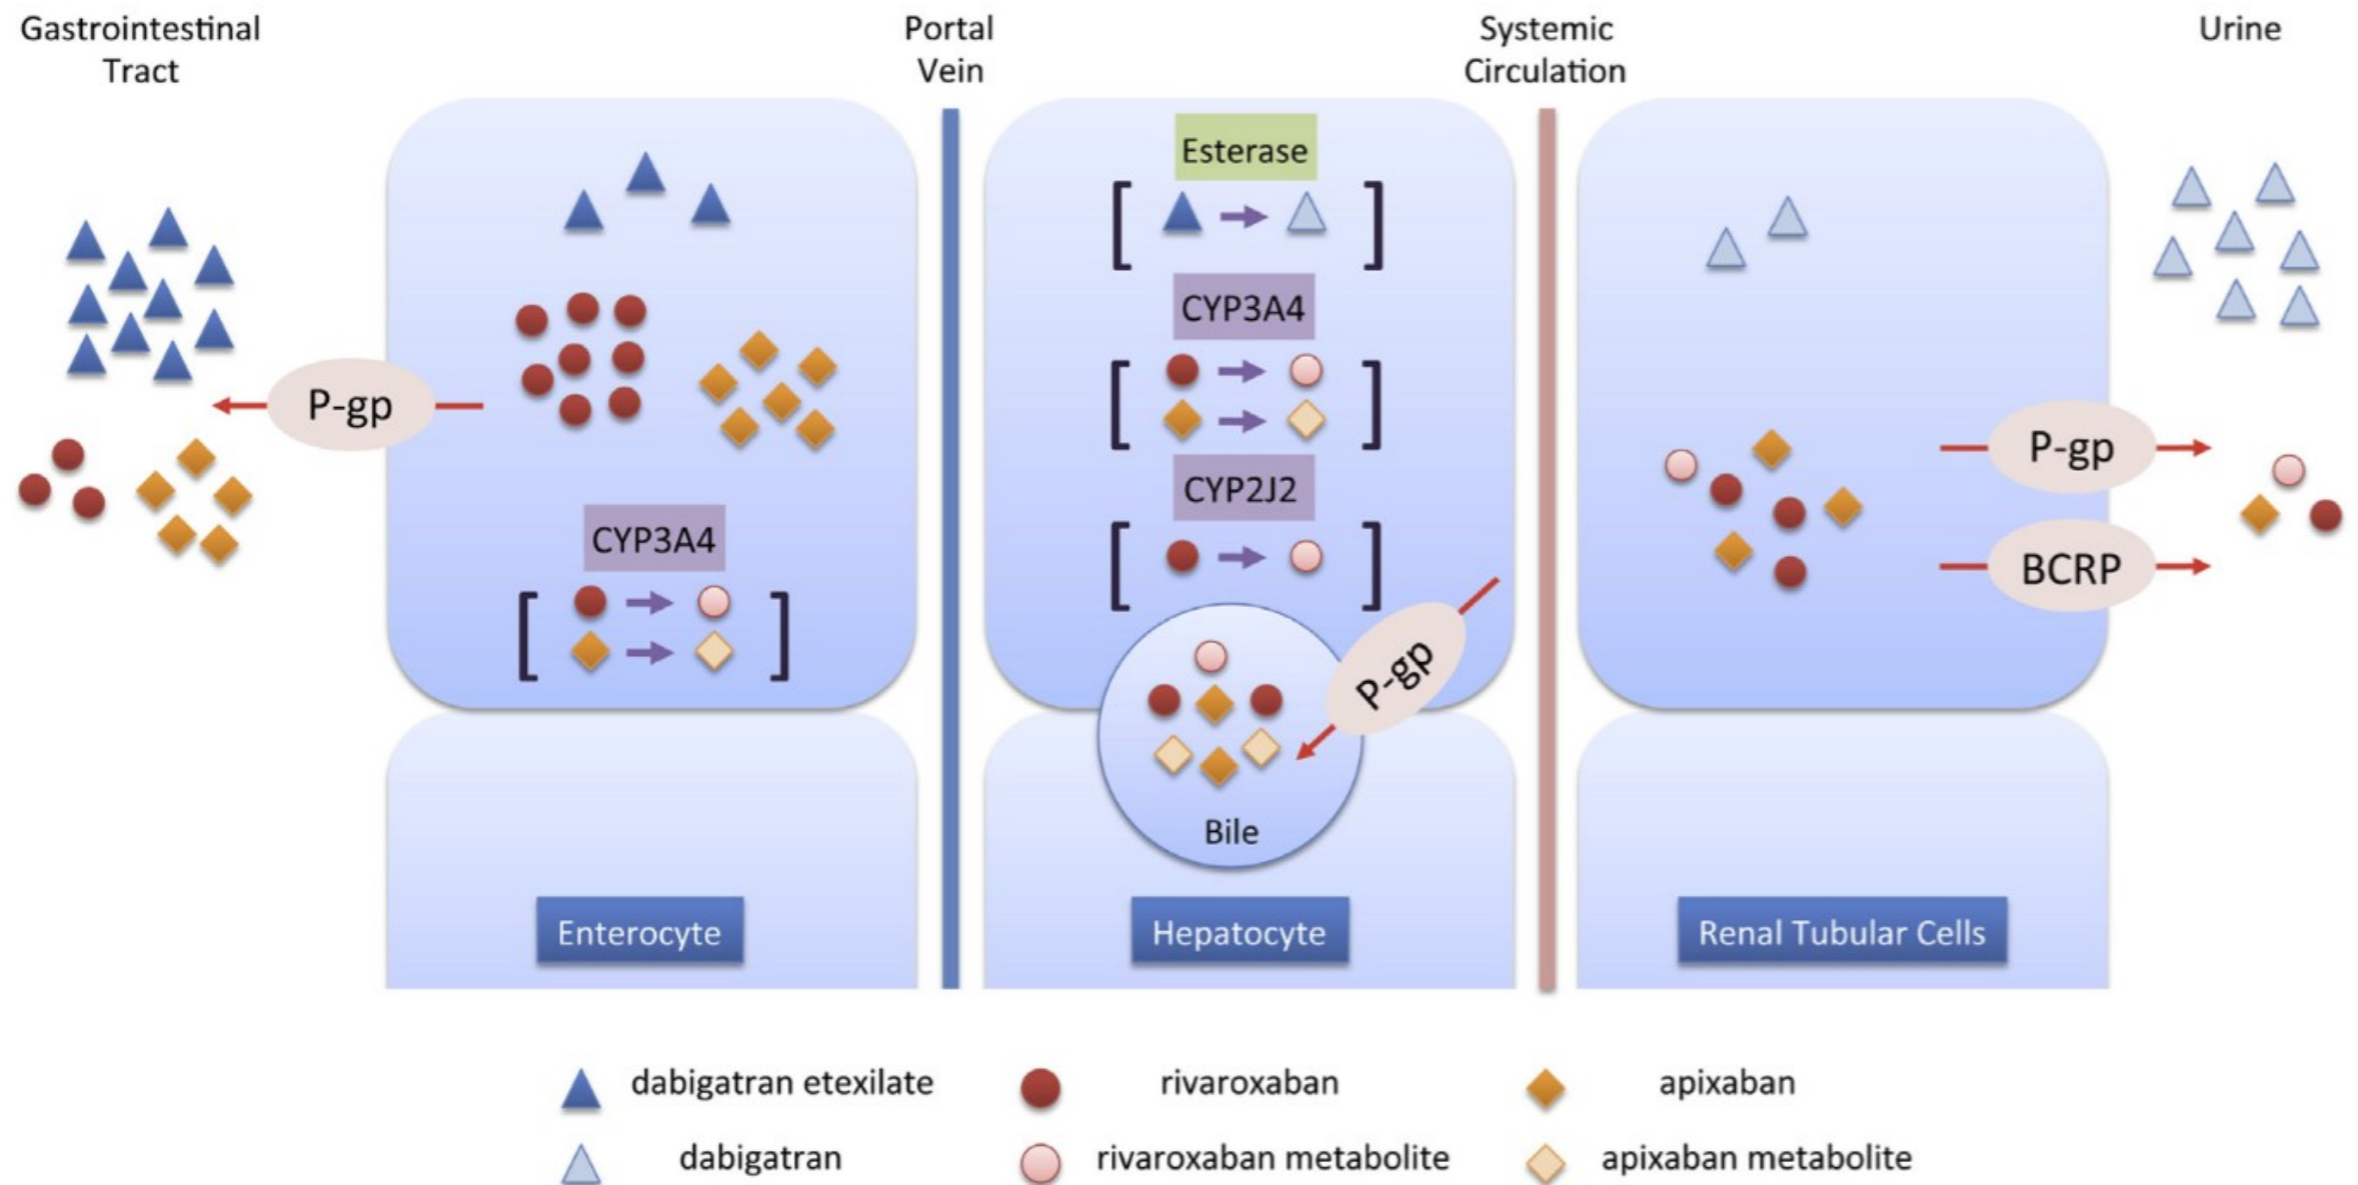 Gastrointestinal
Tract
Portal
Vein
Systemic
Circulation
Urine
Esterase
CYP3A4
CYP2J2
P-gp
CYP3A4
P-gp
BCRP
P-gp
Bile
Enterocyte
Hepatocyte
Renal Tubular Cells
dabigatran etexilate
rivaroxaban
apixaban
dabigatran
rivaroxaban metabolite
apixaban metabolite